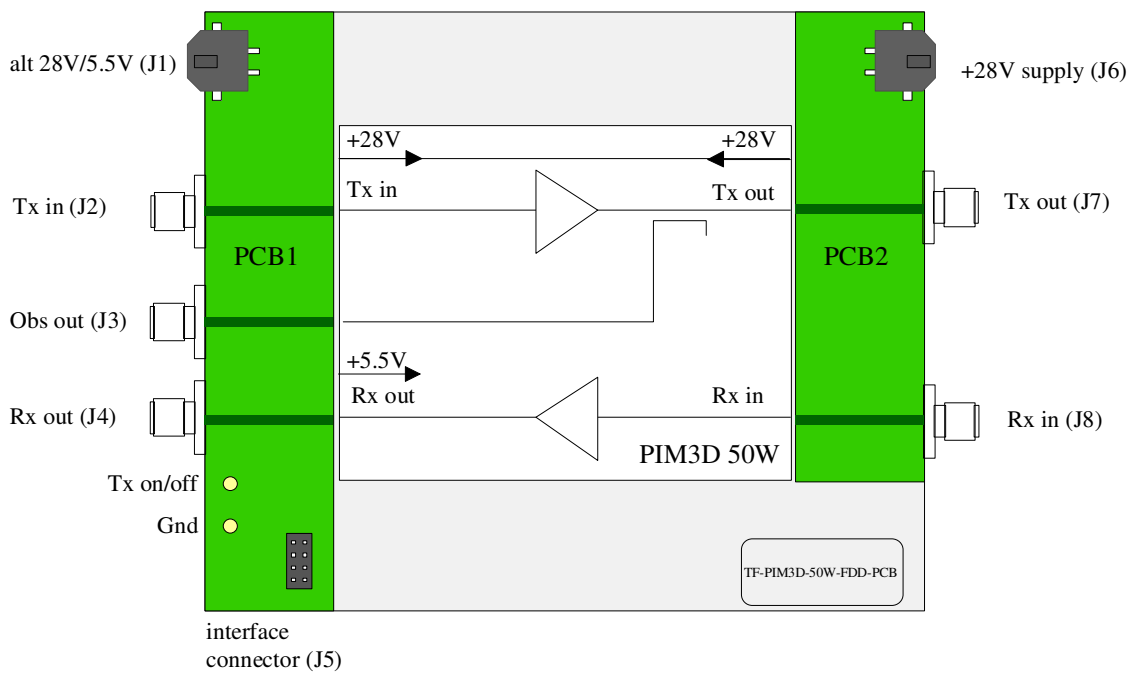 alt 28V/5.5V (J1)
+28V supply (J6)
+28V
+28V
Tx in (J2)
Tx in
Tx out
Tx out (J7)
PCB1
PCB2
Obs out (J3)
+5.5V
Rx out (J4)
Rx out
Rx in
Rx in (J8)
PIM3D 50W
Tx on/off
Gnd
TF-PIM3D-50W-FDD-PCB
interface
connector (J5)